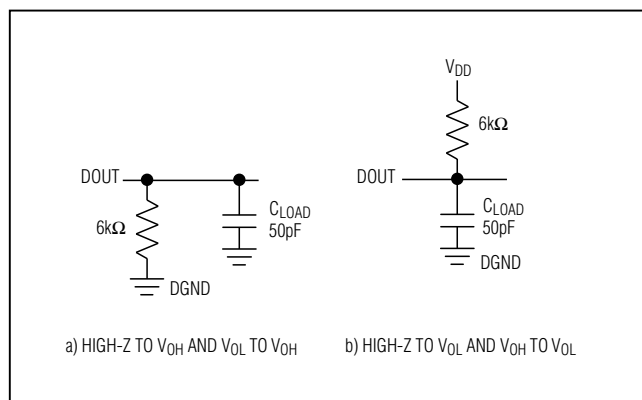 DOUT
6kΩ
DGND
CLOAD
50pF
a) HIGH-Z TO VOH AND VOL TO VOH
VDD
6kΩ
DOUT
CLOAD
50pF
DGND
b) HIGH-Z TO VOL AND VOH TO VOL